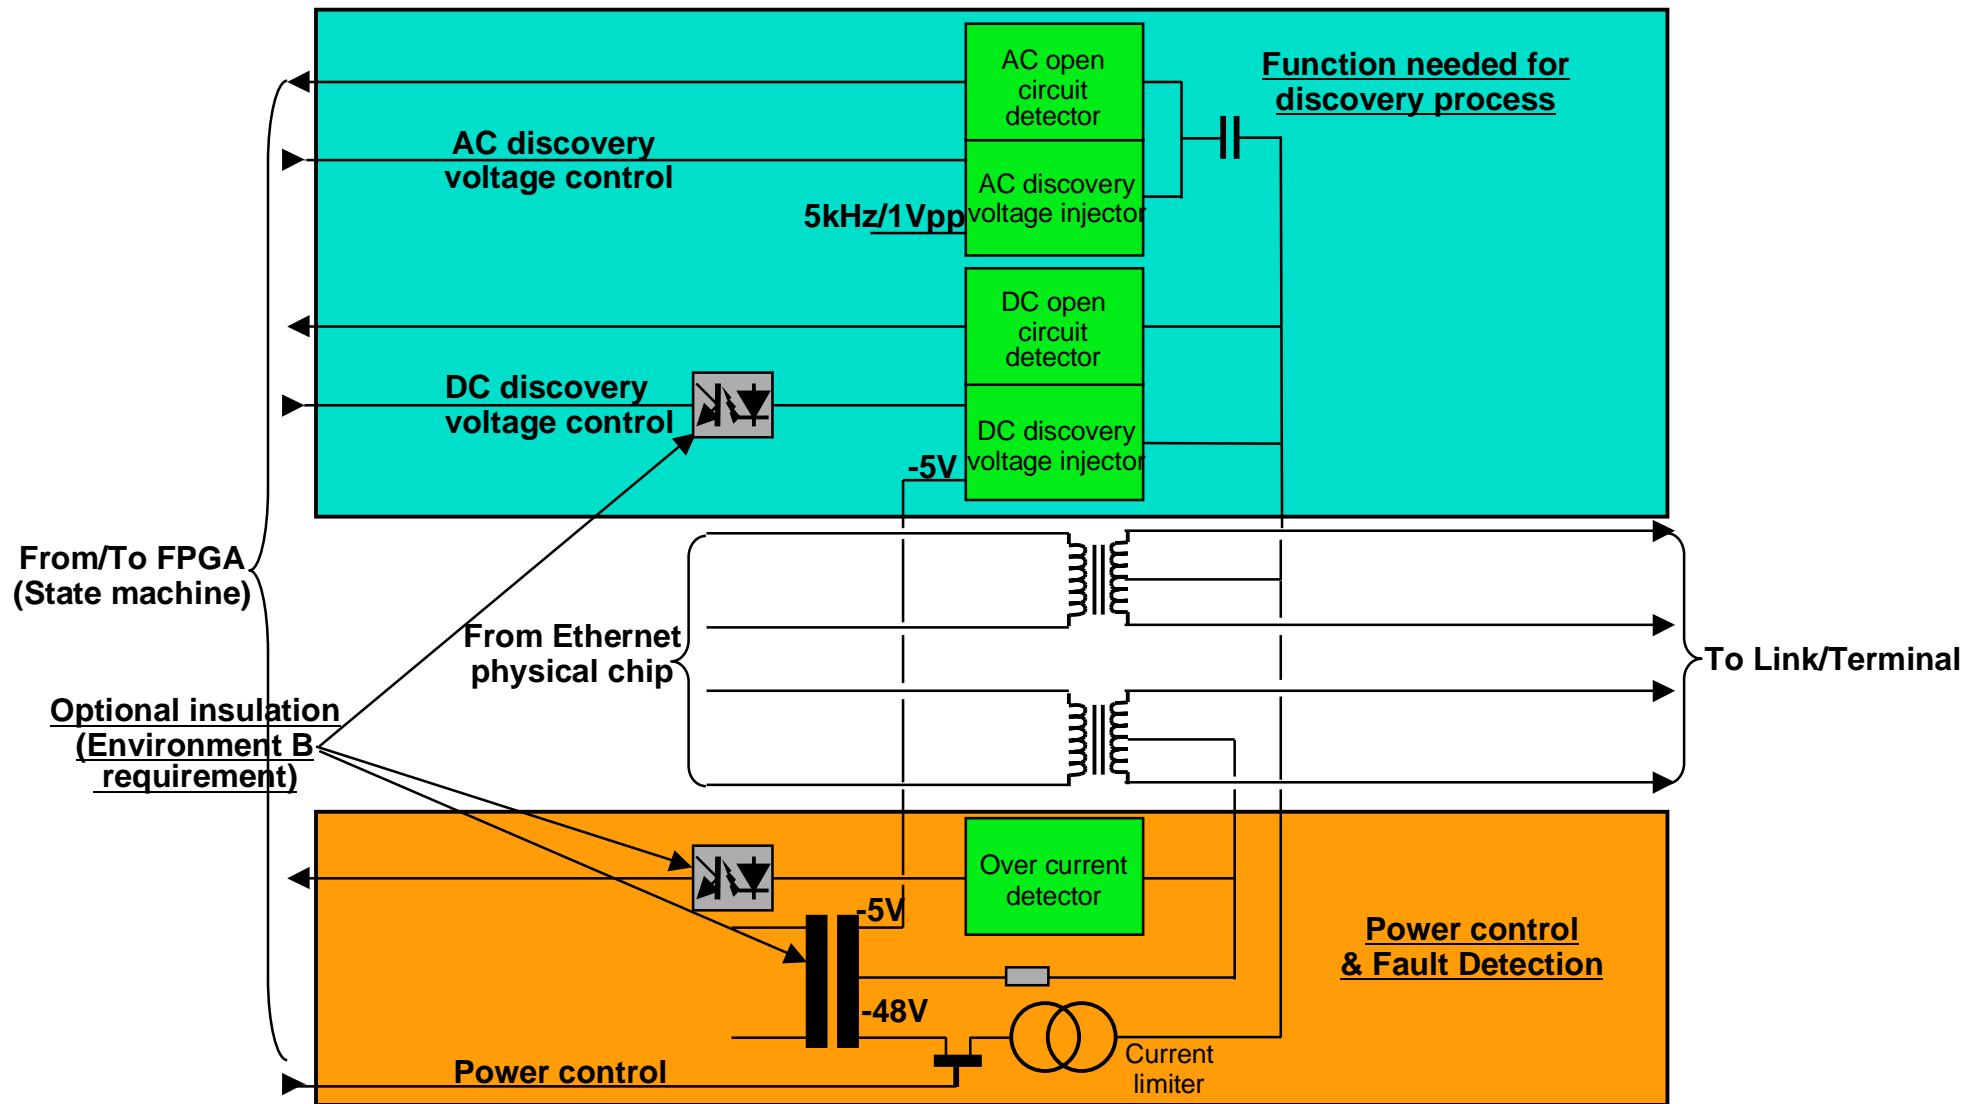 AC open
circuit
detector
Function needed for
discovery process
AC discovery
voltage control
AC discovery
voltage injector
5kHz/1Vpp
DC open
circuit
detector
DC discovery
voltage control
DC discovery
voltage injector
-5V
From/To FPGA
(State machine)
From Ethernet
physical chip
To Link/Terminal
Optional insulation
(Environment B
requirement)
Over current
detector
-5V
Power control
& Fault Detection
-48V
Current
limiter
Power control